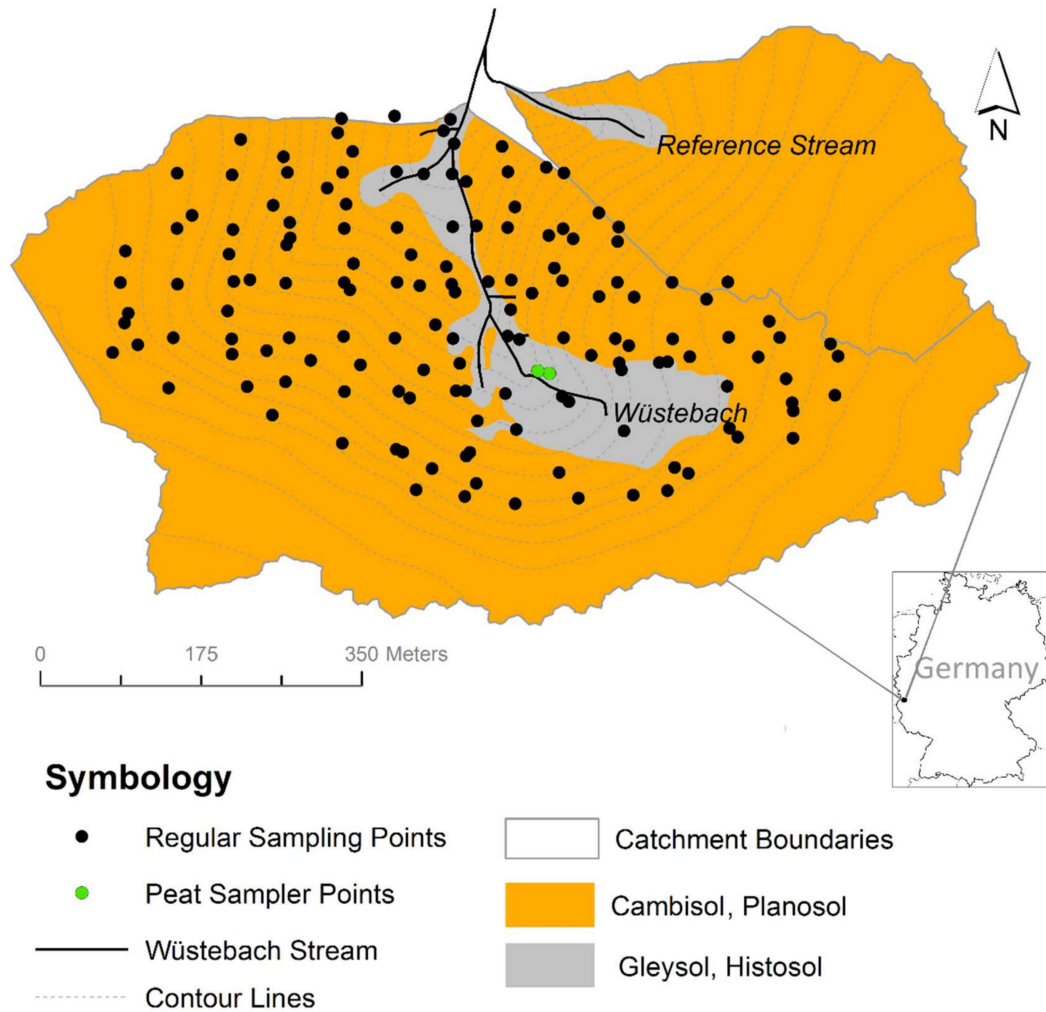 N
Reference Stream
Wüstebach
0 175 350 Meters
Germany
Symbology
Regular Sampling Points
Peat Sampler Points
Wüstebach Stream
Contour Lines
Catchment Boundaries
Cambisol, Planosol
Gleysol, Histosol